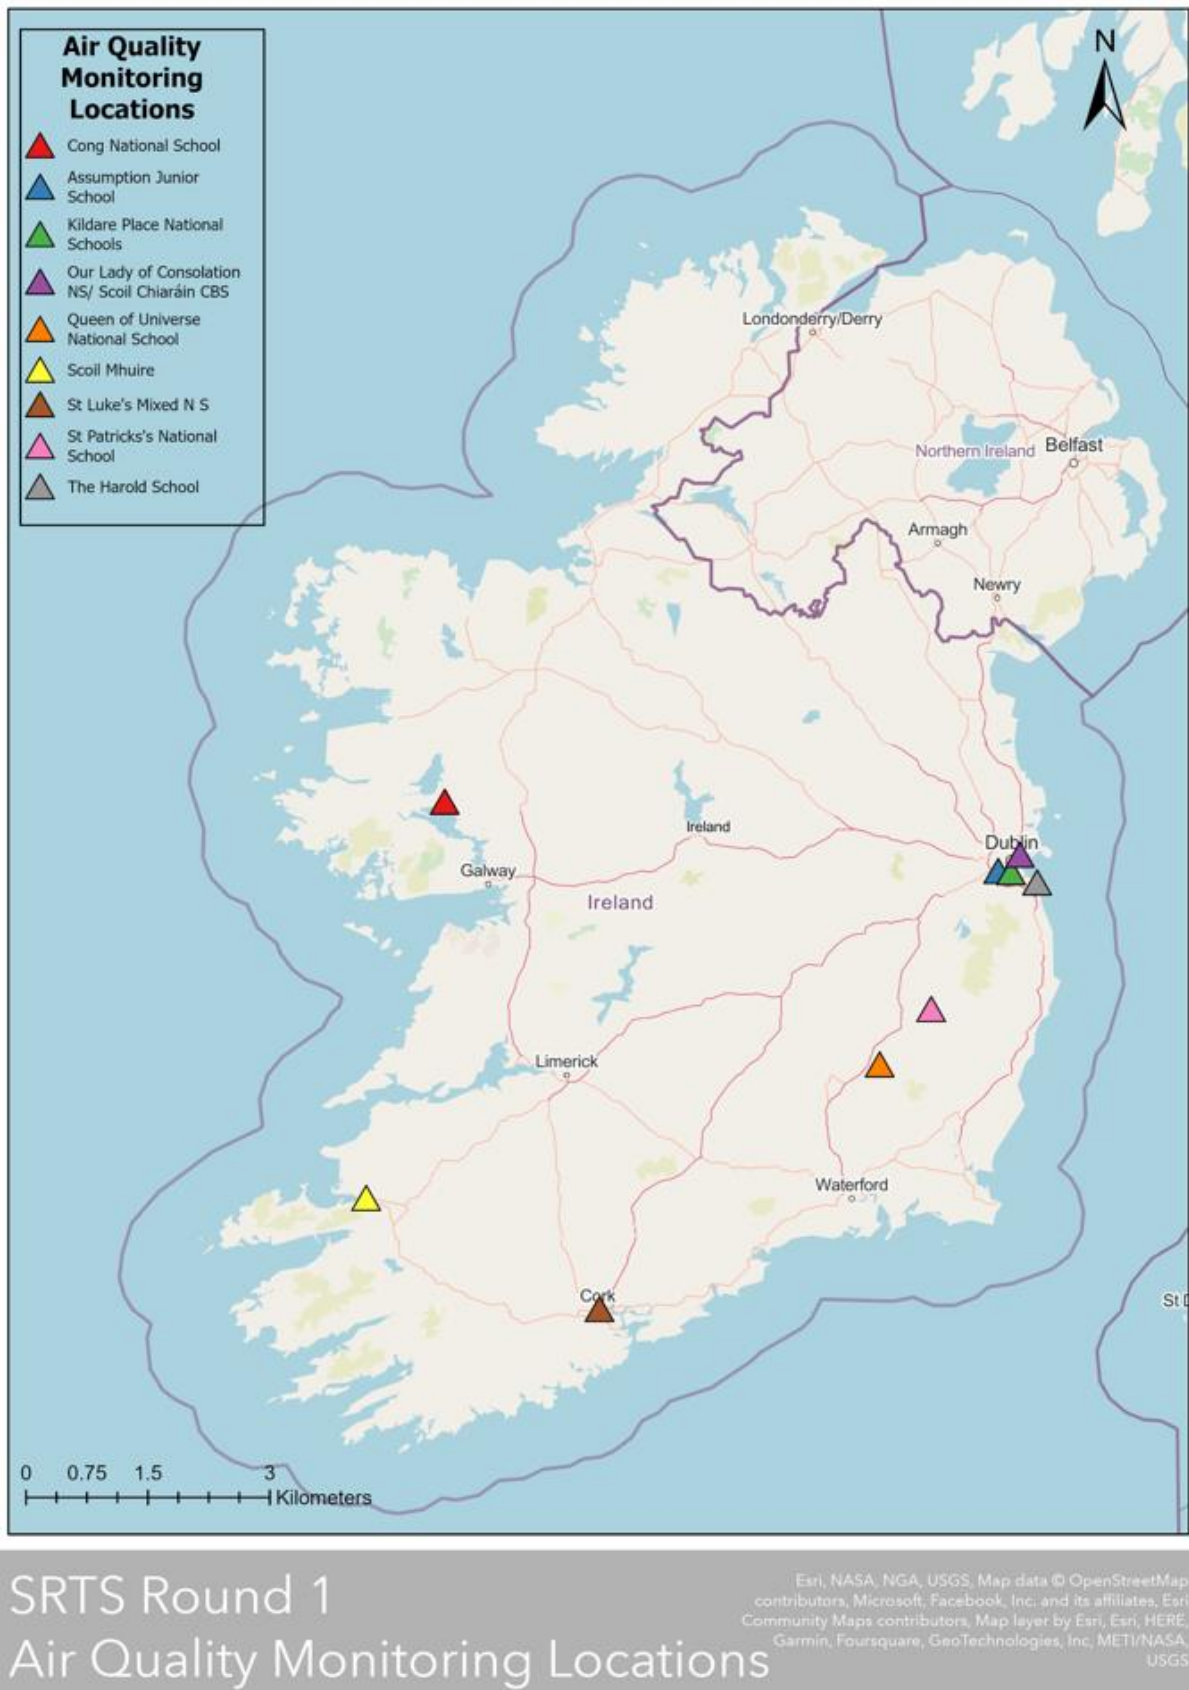 Air Quality
Monitoring
Locations
Cong National School
Assumption Junior
School
Kildare Place National
Schools
Our Lady of Consolation
NS/ Scoil Chiaráin CBS
Queen of Universe
National School
Scoil Mhuire
St Luke's Mixed N S
St Patricks's National
School
The Harold School
N
Londonderry/Derry
Northern Ireland
Belfast
Armagh
Newry
Dublin
Ireland
Galway
Ireland
Limerick
Waterford
Cork
St D
0 0.75 1.5 3
Kilometers
SRTS Round 1
Air Quality Monitoring Locations
Esri, NASA, NGA, USGS, Map data © OpenStreetMap
contributors, Microsoft, Facebook, Inc. and its affiliates, Esri
Community Maps contributors, Map layer by Esri, Esri, HERE,
Garmin, Foursquare, GeoTechnologies, Inc, METI/NASA,
USGS